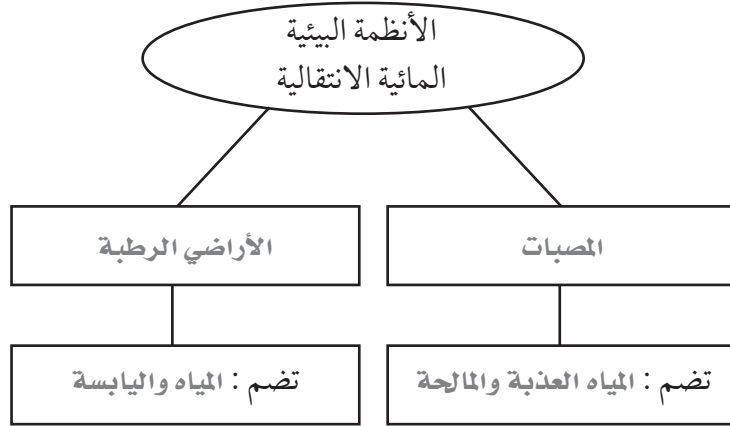 الأنظمة البيئية
المائية الانتقالية
المصبات
الأراضي الرطبة
تضم : المياه العذبة والمالحة
تضم : المياه واليابسة